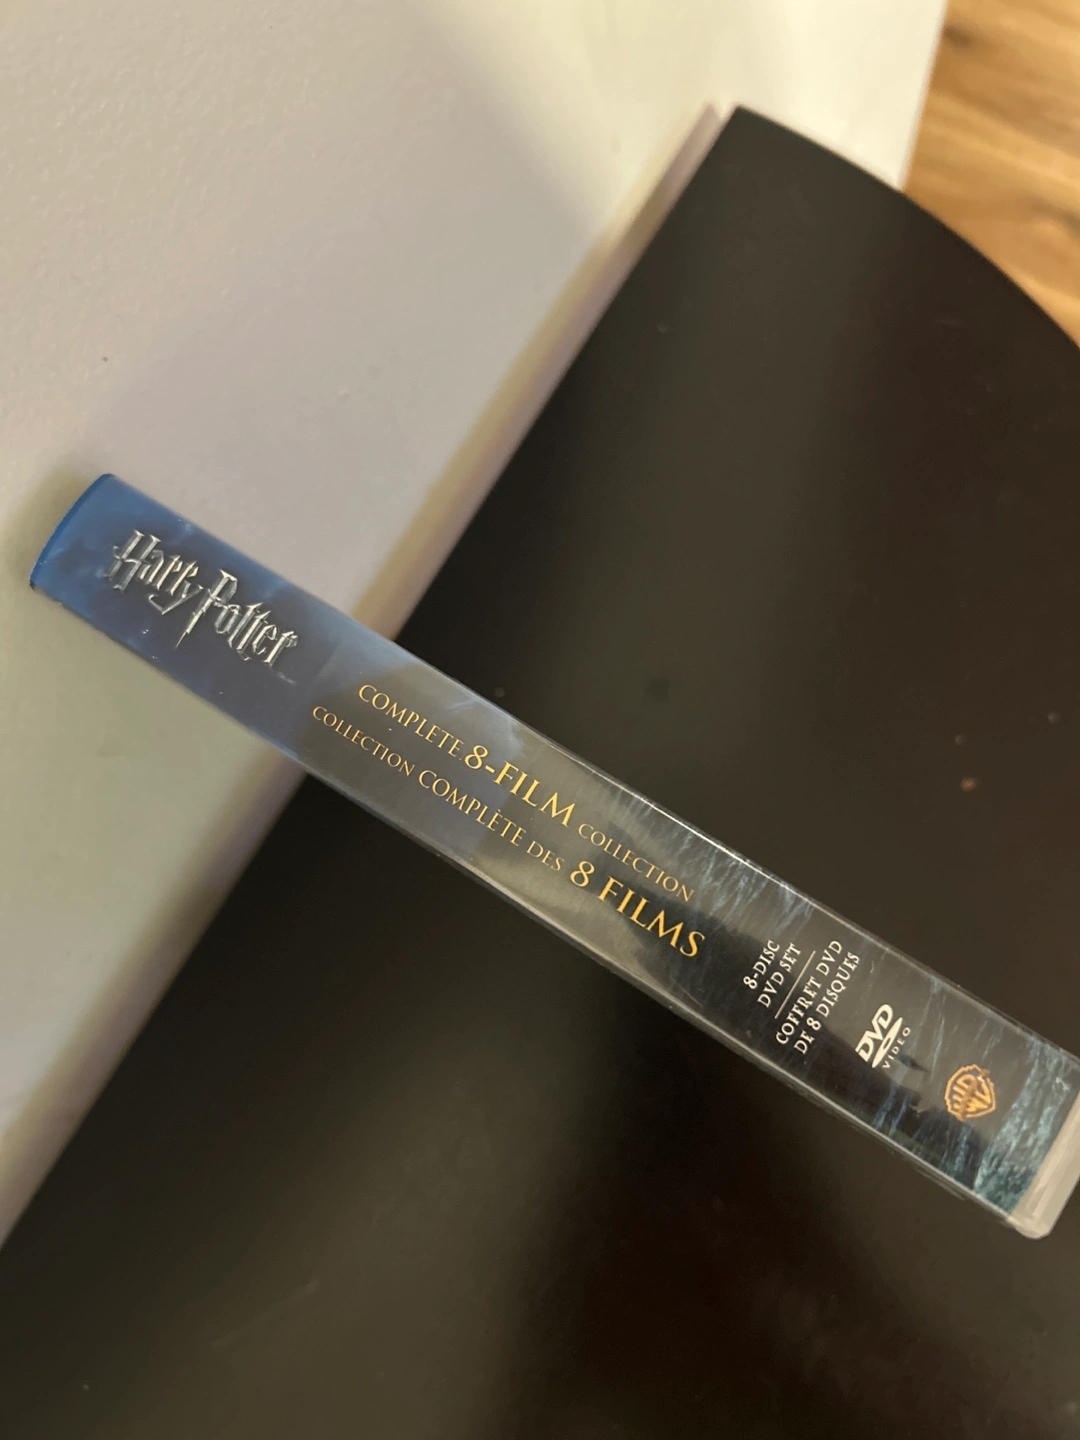 Harry Potter
COMPLETE 8-FILM COLLECTION
COLLECTION COMPLÈTE DES 8 FILMS
8-DISC
DVD SET
COFFRET DVD
DE 8 DISQUES
DVD
VIDEO
WB